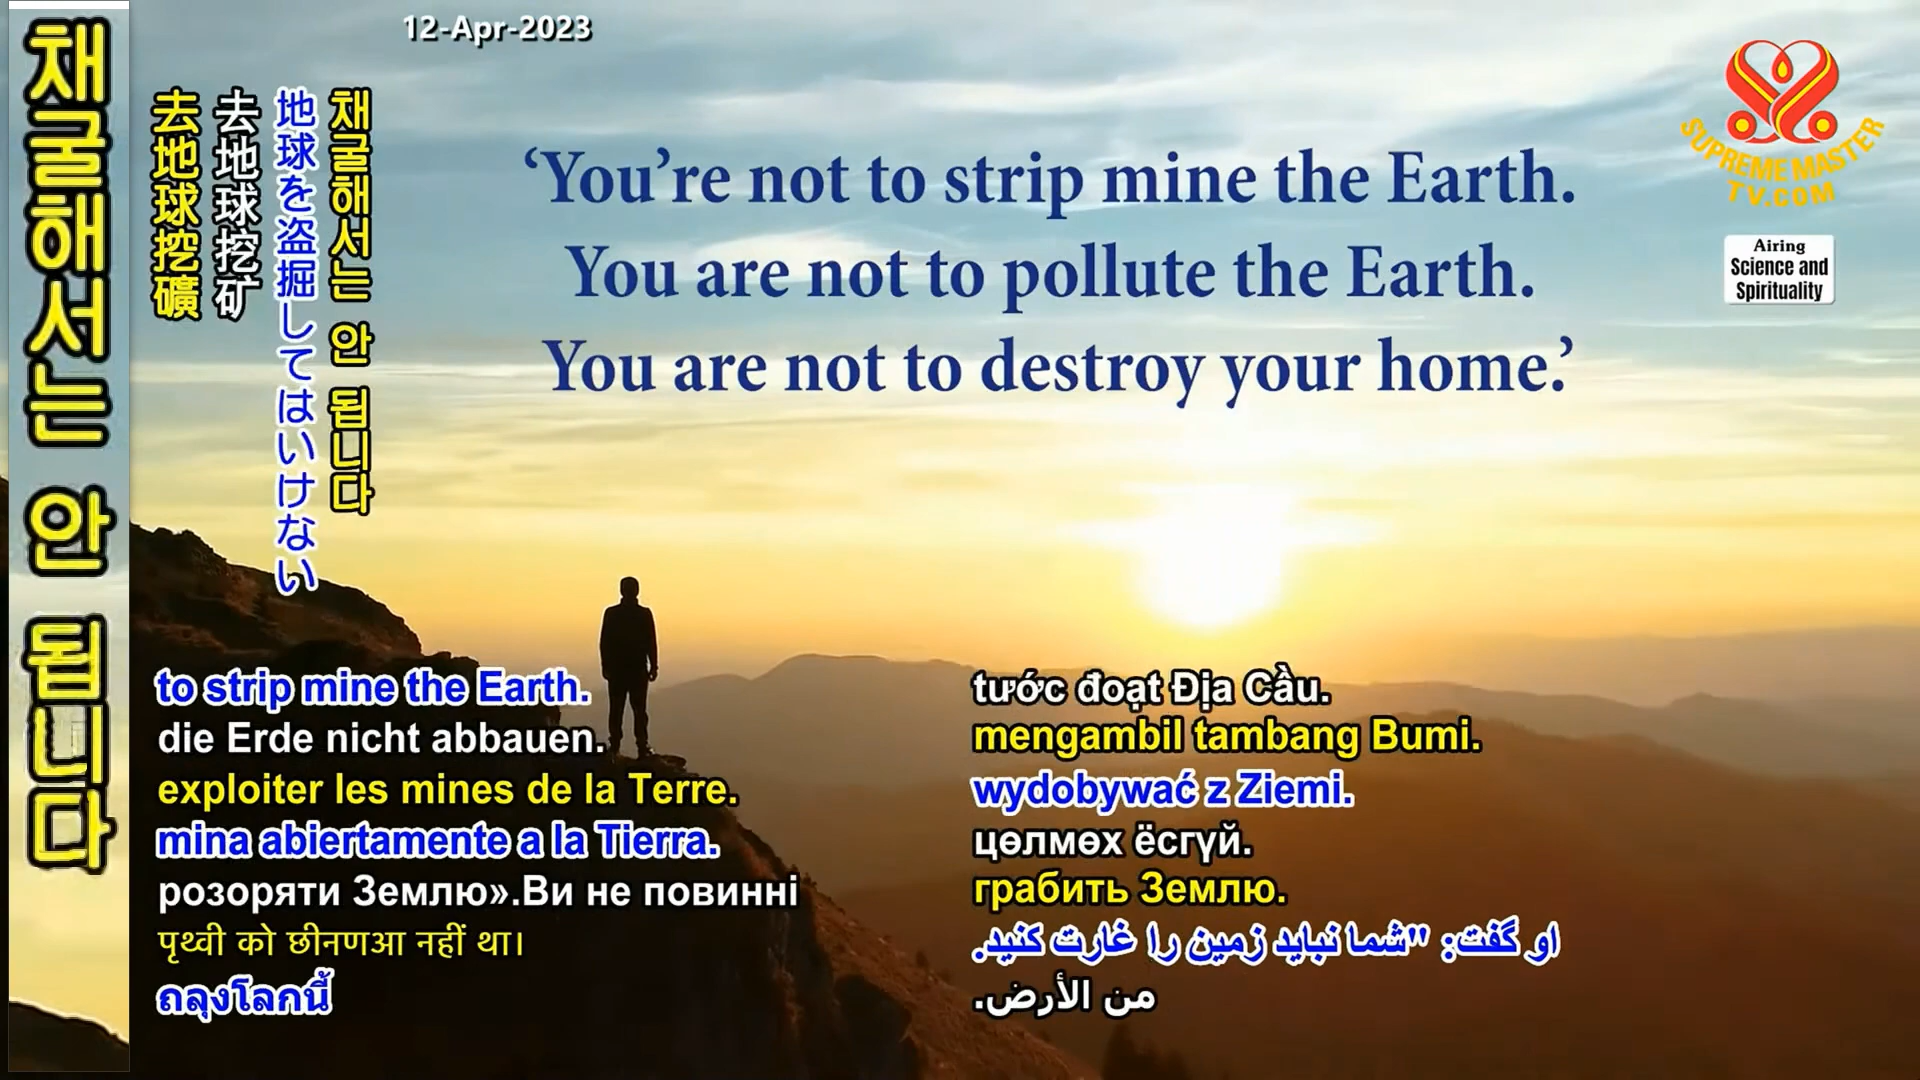 12-Apr-2023
채굴해서는 안 됩니다
去地球挖礦
去地球挖矿
地球を盗掘してはいけない
채굴해서는 안 됩니다
‘You’re not to strip mine the Earth.
You are not to pollute the Earth.
You are not to destroy your home.’
SUPREME MASTER
TV.COM
Airing
Science and
Spirituality
to strip mine the Earth.
die Erde nicht abbauen.
exploiter les mines de la Terre.
mina abiertamente a la Tierra.
розоряти Землю».Ви не повинні
पृथ्वी को छीनणआ नहीं था।
ถลุงโลกนี้
tước đoạt Địa Cầu.
mengambil tambang Bumi.
wydobywać z Ziemi.
цөлмөх ёсгүй.
грабить Землю.
او گفت: "شما نباید زمین را غارت کنید.
من الأرض.